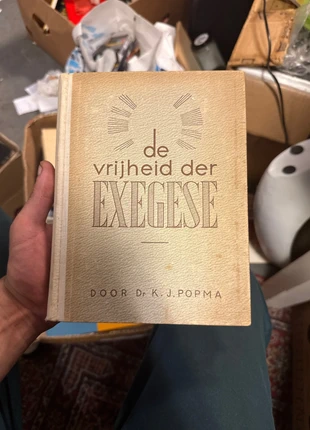 de
vrijheid der
EXEGESE
DOOR Dr K. J. POPMA